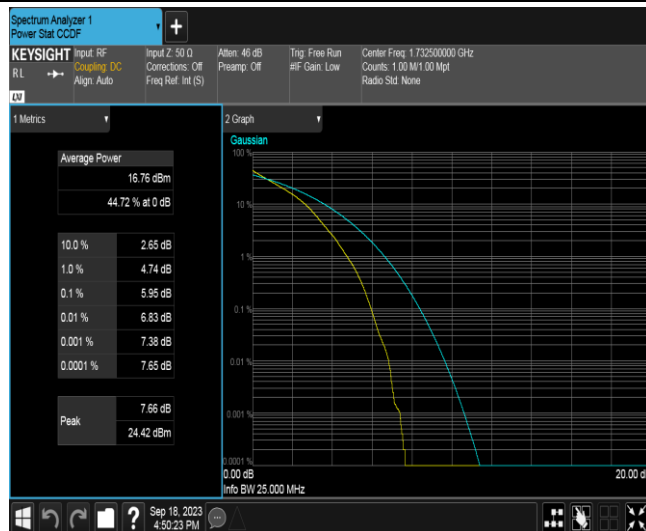 Spectrum Analyzer 1
Power Stat CCDF
KEYSIGHT
RL
Input: RF
Coupling: DC
Align: Auto
Input Z: 50 Ω
Corrections: Off
Freq Ref: Int (S)
Atten: 46 dB
Preamp: Off
Trig: Free Run
#IF Gain: Low
Center Freq: 1.732500000 GHz
Counts: 1.00 M/1.00 Mpt
Radio Std: None
1 Metrics
Average Power
16.76 dBm
44.72 % at 0 dB
10.0 % 2.65 dB
1.0 % 4.74 dB
0.1 % 5.95 dB
0.01 % 6.83 dB
0.001 % 7.38 dB
0.0001 % 7.65 dB
Peak
7.66 dB
24.42 dBm
2 Graph
Gaussian
100 %
10 %
1 %
0.1 %
0.01 %
0.001 %
0.0001 %
0.00 dB
20.00 d
Info BW 25.000 MHz
Sep 18, 2023
4:50:23 PM